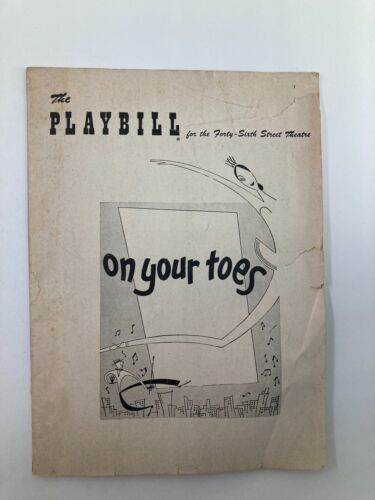 The
PLAYBILL
for the Forty-Sixth Street Theatre
on your toes